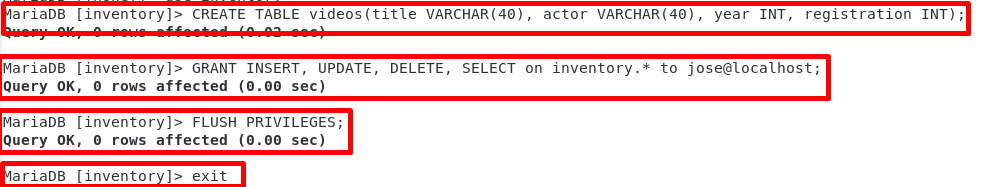 MariaDB [inventory]> CREATE TABLE videos(title VARCHAR(40), actor VARCHAR(40), year INT, registration INT);
Query OK, 0 rows affected (0.02 sec)
MariaDB [inventory]> GRANT INSERT, UPDATE, DELETE, SELECT on inventory.* to jose@localhost;
Query OK, 0 rows affected (0.00 sec)
MariaDB [inventory]> FLUSH PRIVILEGES;
Query OK, 0 rows affected (0.00 sec)
MariaDB [inventory]> exit